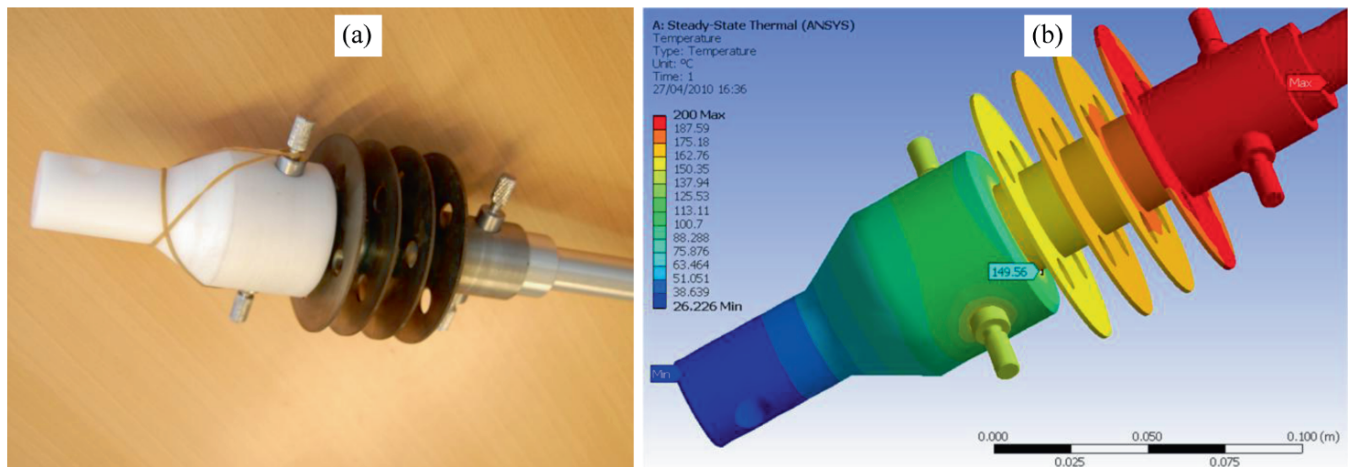 (a)
(b)
A: Steady-State Thermal (ANSYS)
Temperature
Type: Temperature
Unit: °C
Time: 1
27/04/2010 16:36
200 Max
187.59
175.18
162.76
150.35
137.94
125.53
113.11
100.7
88.288
75.876
63.464
51.051
38.639
26.226 Min
Max
149.56
Min
0.000 0.050 0.100 (m)
0.025 0.075